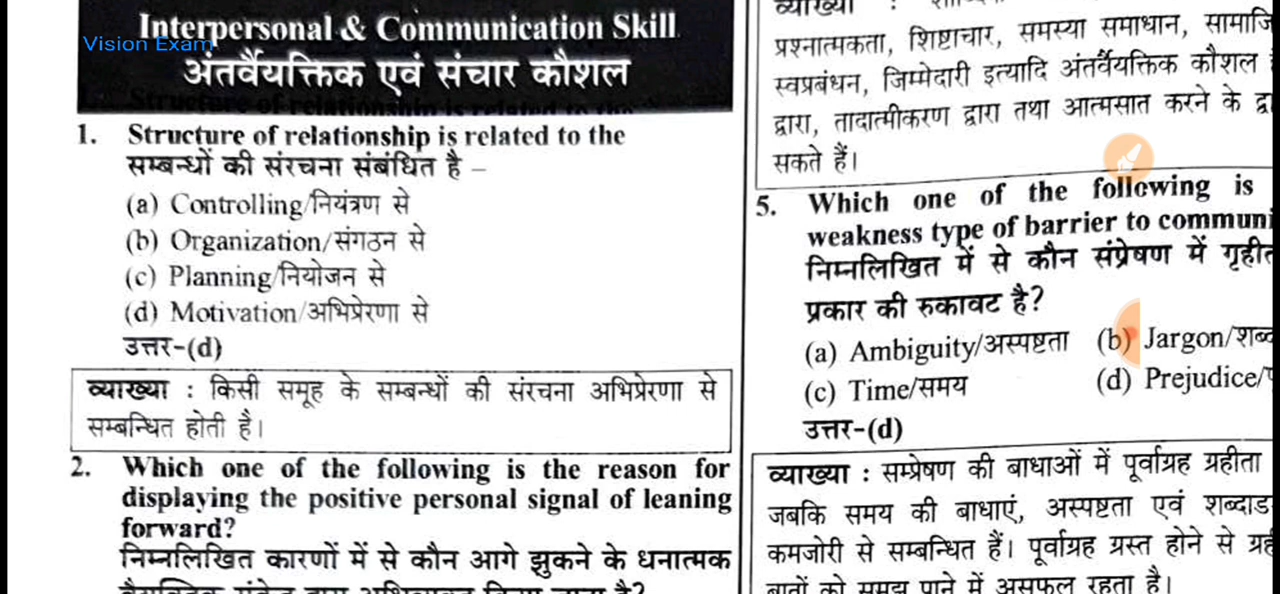 Interpersonal & Communication Skill
Vision Exam
अंतर्वैयक्तिक एवं संचार कौशल
1. Structure of relationship is related to the
सम्बन्धों की संरचना संबंधित है –
(a) Controlling/नियंत्रण से
(b) Organization/संगठन से
(c) Planning/नियोजन से
(d) Motivation/अभिप्रेरणा से
उत्तर-(d)
व्याख्या : किसी समूह के सम्बन्धों की संरचना अभिप्रेरणा से
सम्बन्धित होती है।
2. Which one of the following is the reason for
displaying the positive personal signal of leaning
forward?
निम्नलिखित कारणों में से कौन आगे झुकने के धनात्मक
व्याख्या :
प्रश्नात्मकता, शिष्टाचार, समस्या समाधान, सामाजि
स्वप्रबंधन, जिम्मेदारी इत्यादि अंतर्वैयक्तिक कौशल
द्वारा, तादात्मीकरण द्वारा तथा आत्मसात करने के द्वा
सकते हैं।
5. Which one of the following is
weakness type of barrier to communi
निम्नलिखित में से कौन संप्रेषण में गृहीत
प्रकार की रुकावट है?
(a) Ambiguity/अस्पष्टता (b) Jargon/शब्द
(c) Time/समय (d) Prejudice/
उत्तर-(d)
व्याख्या : सम्प्रेषण की बाधाओं में पूर्वाग्रह ग्रहीता
जबकि समय की बाधाएं, अस्पष्टता एवं शब्दाड
कमजोरी से सम्बन्धित हैं। पूर्वाग्रह ग्रस्त होने से ग्रही
बातों को समझ पाने में असफल रहता है।